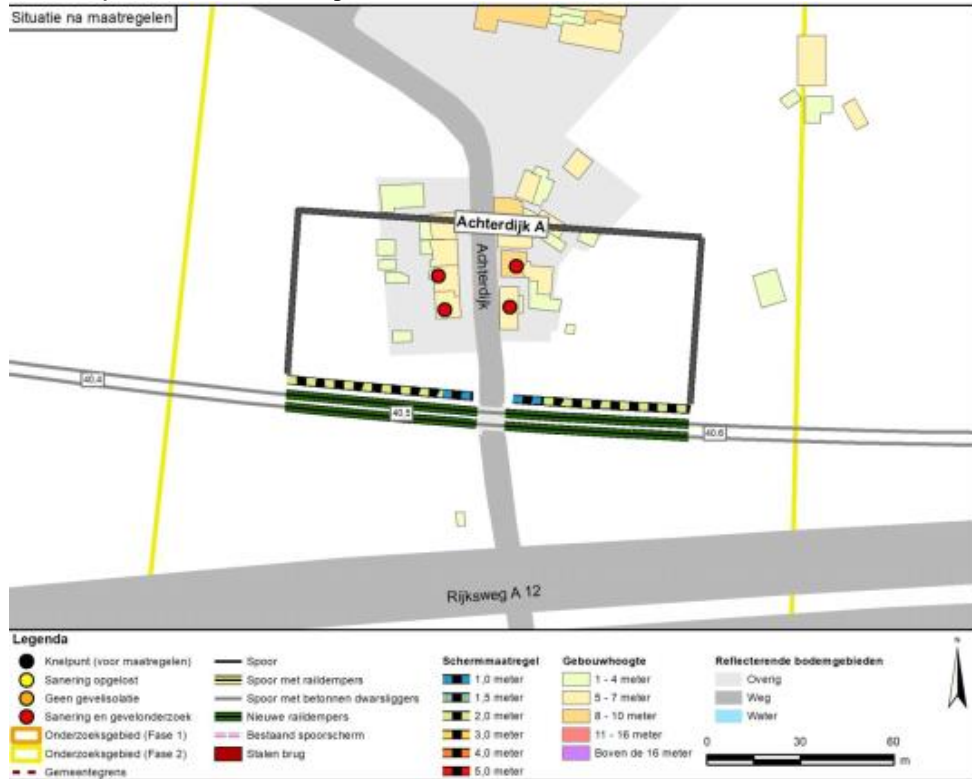 Situatie na maatregelen
Achterdijk A
Achterdijk
40.4
40.5
40.6
Rijksweg A 12
Legenda
Knelpunt (voor maatregelen)
Sanering opgelost
Geen gevelisolatie
Sanering en gevelonderzoek
Onderzoeksgebied (Fase 1)
Onderzoeksgebied (Fase 2)
Gemeentegrens
Spoor
Spoor met raildempers
Spoor met betonnen dwarsliggers
Nieuwe raildempers
Bestaand spoorscherm
Stalen brug
Schermmaatregel
1,0 meter
1,5 meter
2,0 meter
3,0 meter
4,0 meter
5,0 meter
Gebouwhoogte
1 - 4 meter
5 - 7 meter
8 - 10 meter
11 - 16 meter
Boven de 16 meter
Reflecterende bodemgebieden
Overig
Weg
Water
N
0 30 60
m